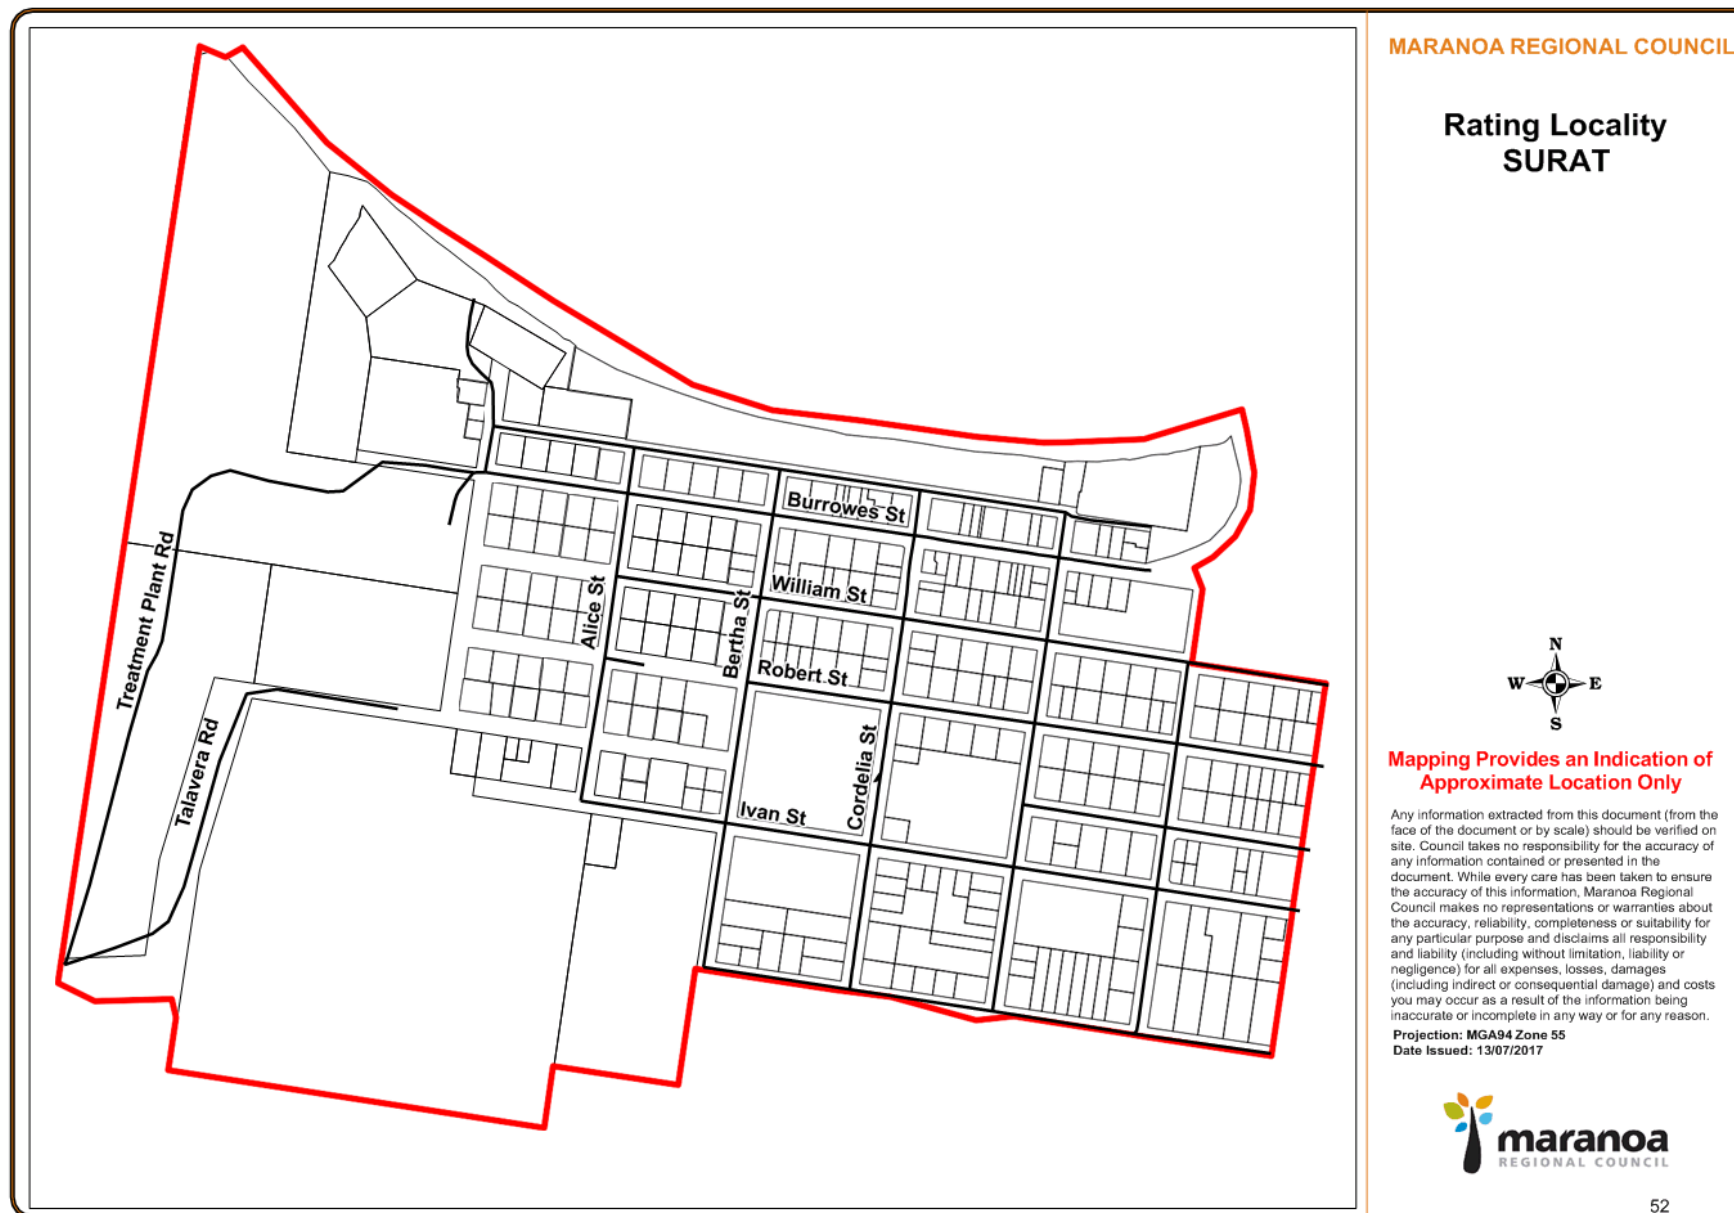 MARANOA REGIONAL COUNCIL
Rating Locality
SURAT
Burrowes St
William St
Alice St
Bertha St
Robert St
Treatment Plant Rd
Talavera Rd
Cordelia St
Ivan St
N
W
E
S
Mapping Provides an Indication of
Approximate Location Only
Any information extracted from this document (from the
face of the document or by scale) should be verified on
site. Council takes no responsibility for the accuracy of
any information contained or presented in the
document. While every care has been taken to ensure
the accuracy of this information, Maranoa Regional
Council makes no representations or warranties about
the accuracy, reliability, completeness or suitability for
any particular purpose and disclaims all responsibility
and liability (including without limitation, liability or
negligence) for all expenses, losses, damages
(including indirect or consequential damage) and costs
you may occur as a result of the information being
inaccurate or incomplete in any way or for any reason.
Projection: MGA94 Zone 55
Date Issued: 13/07/2017
maranoa
REGIONAL COUNCIL
52